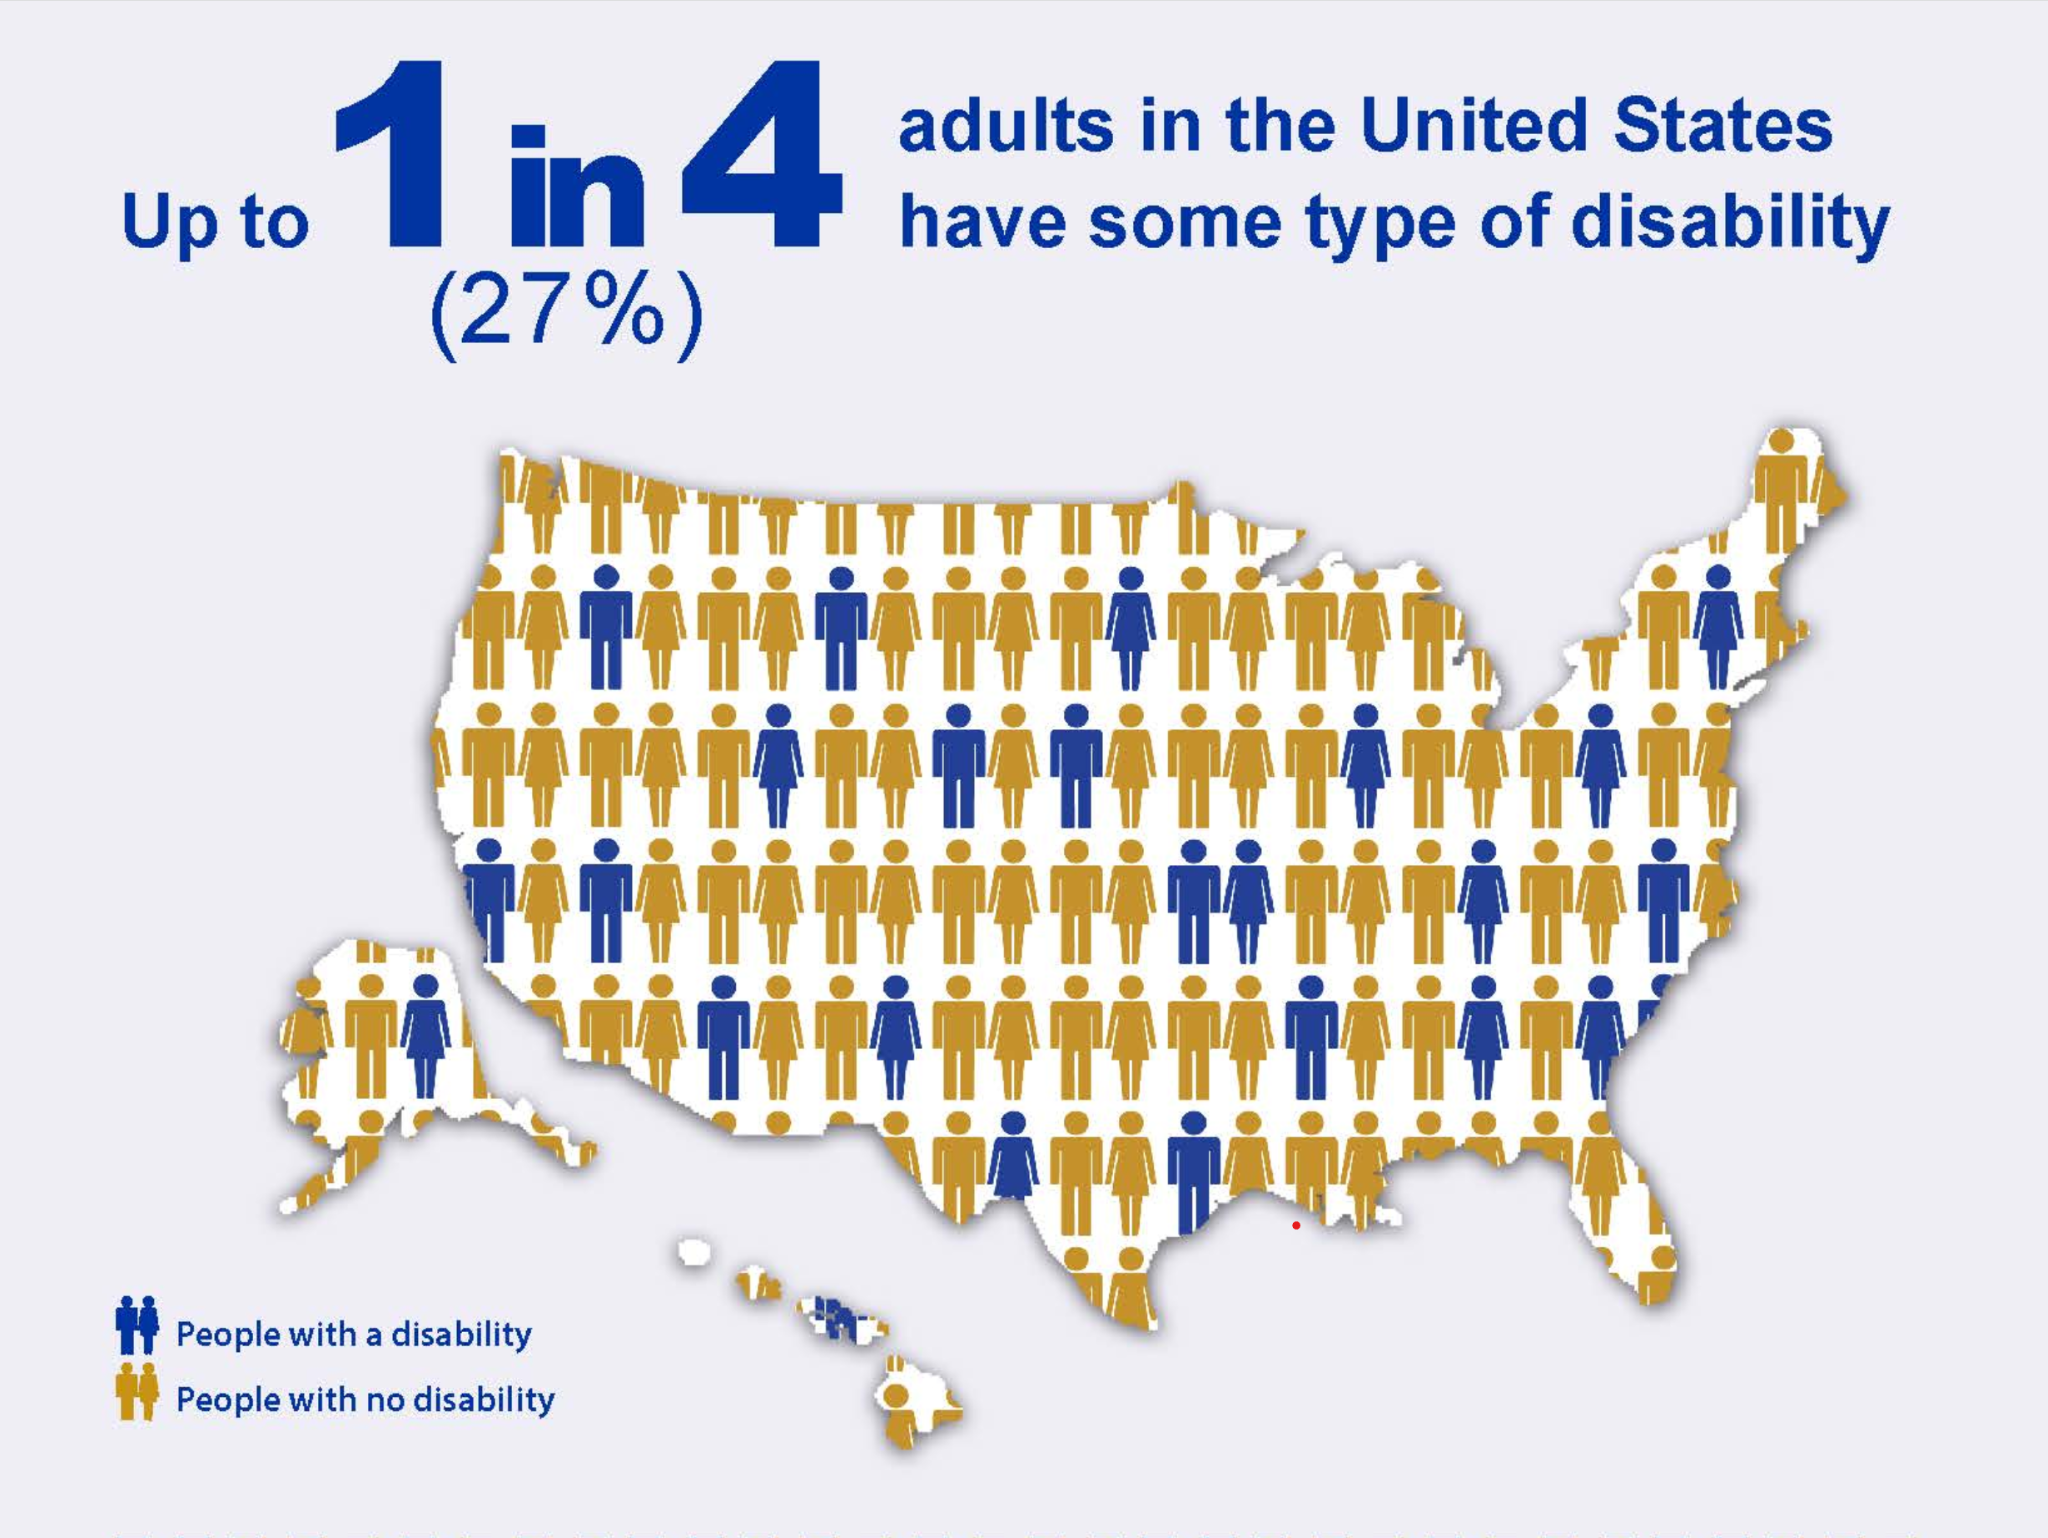 Up to 1 in 4 adults in the United States
have some type of disability
(27%)
People with a disability
People with no disability